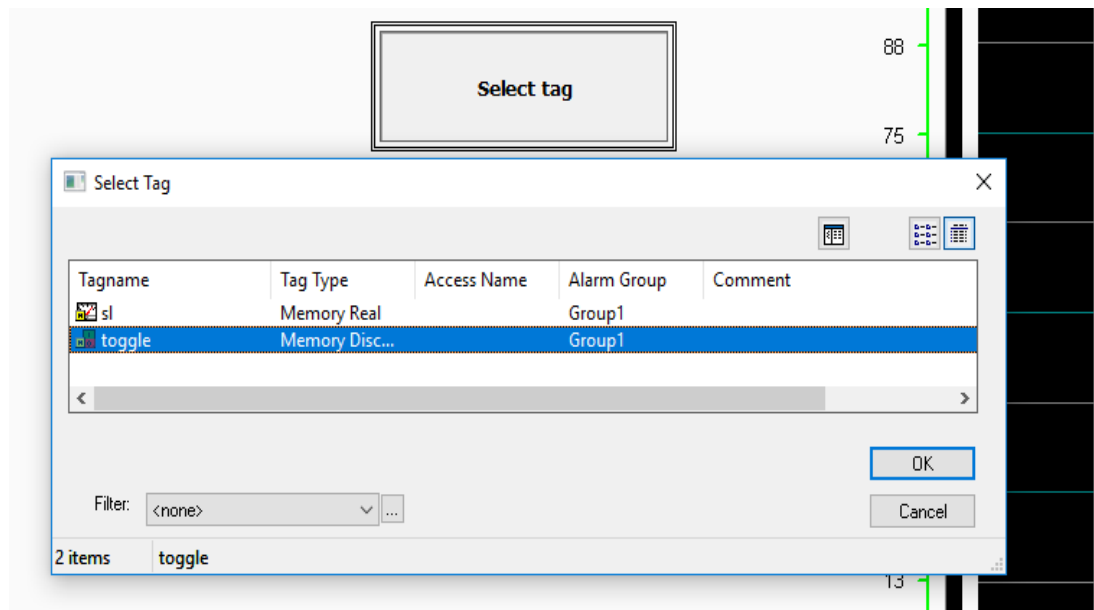 88
Select tag
75
Select Tag
Tagname Tag Type Access Name Alarm Group Comment
sl Memory Real Group1
toggle Memory Disc... Group1
OK
Filter: <none> ...
Cancel
2 items toggle
13